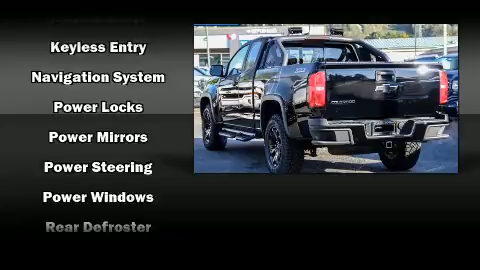 Keyless Entry
Navigation System
Power Locks
Power Mirrors
Power Steering
Power Windows
Rear Defroster